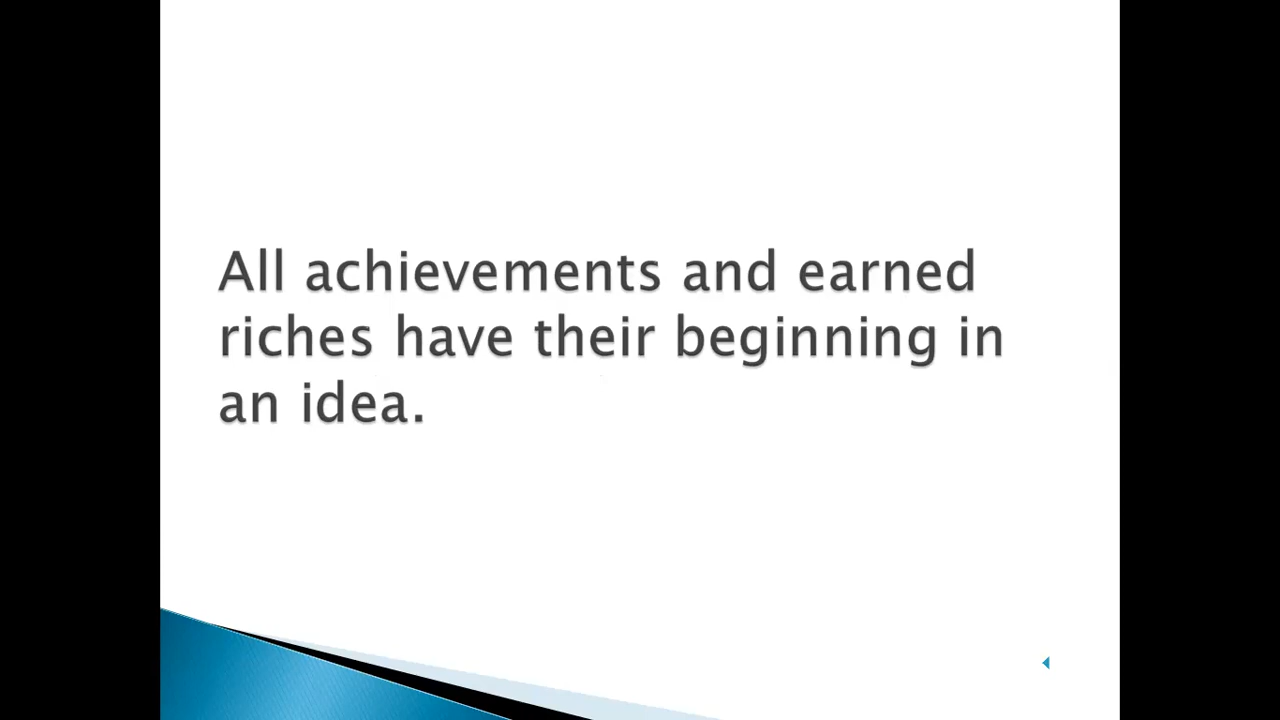 All achievements and earned
riches have their beginning in
an idea.